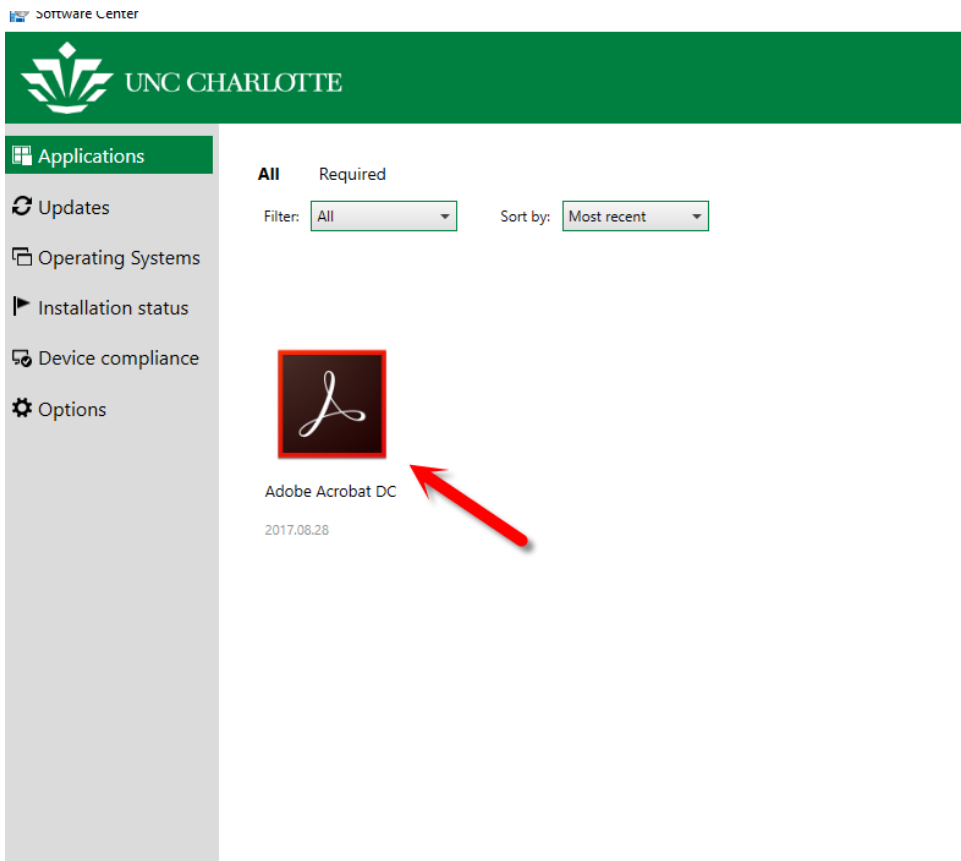 Software Center
UNC CHARLOTTE
Applications
Updates
Operating Systems
Installation status
Device compliance
Options
All Required
Filter: All Sort by: Most recent
Adobe Acrobat DC
2017.08.28